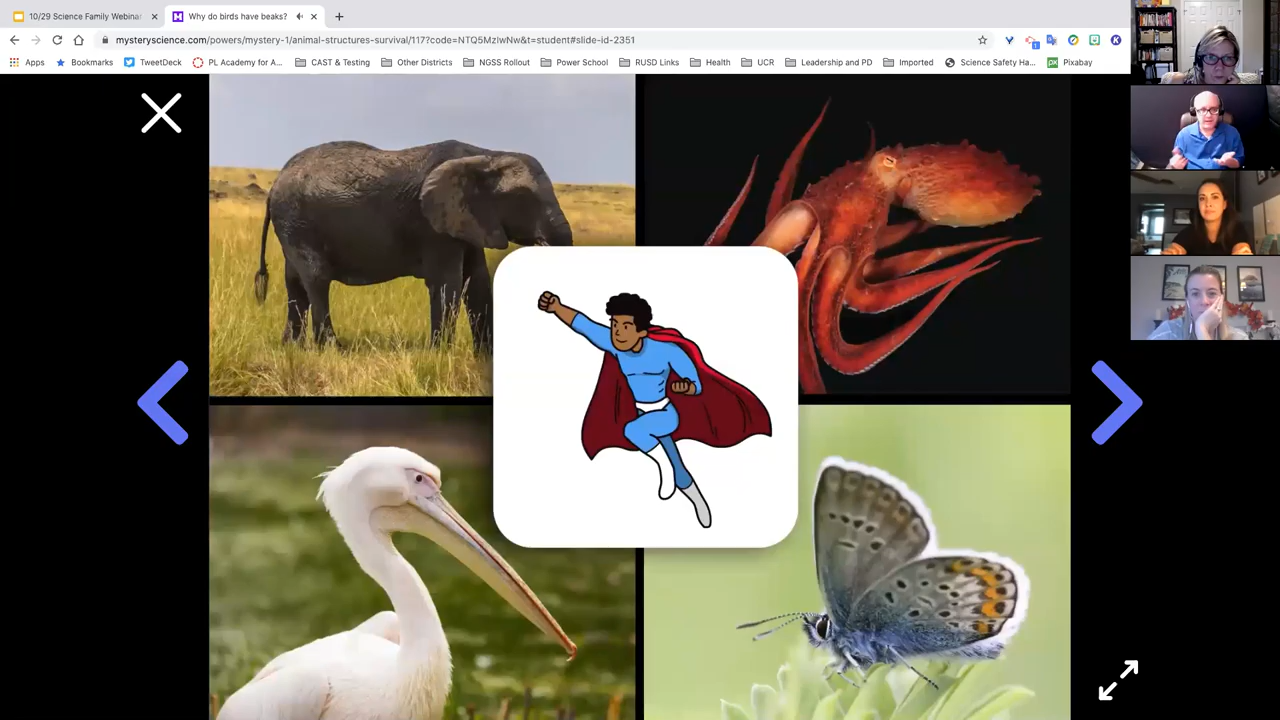 10/29 Science Family Webinar
Why do birds have beaks?
mysteryscience.com/powers/mystery-1/animal-structures-survival/117?code=NTQ5MzIwNw&t=student#slide-id-2351
Apps Bookmarks TweetDeck PL Academy for A... CAST & Testing Other Districts NGSS Rollout Power School RUSD Links Health UCR Leadership and PD Imported Science Safety Ha... Pixabay